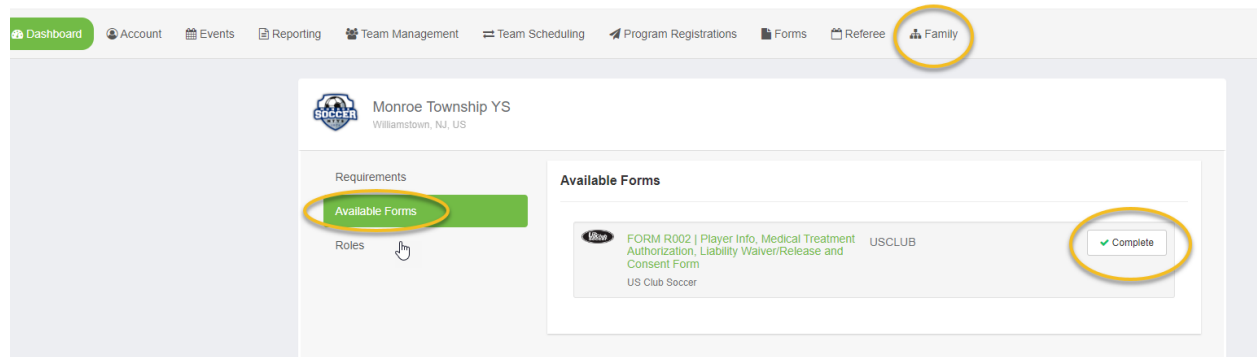 Dashboard Account Events Reporting Team Management Team Scheduling Program Registrations Forms Referee Family
SOCCER
Monroe Township YS
Williamstown, NJ, US
Requirements
Available Forms
Roles
Available Forms
FORM R002 | Player Info, Medical Treatment
Authorization, Liability Waiver/Release and
Consent Form
US Club Soccer
USCLUB
Complete